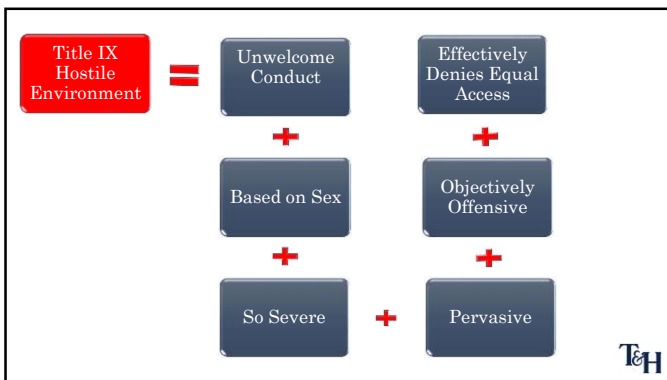 Title IX
Hostile
Environment
=
Unwelcome
Conduct
+
Based on Sex
+
So Severe
+
Pervasive
+
Objectively
Offensive
+
Effectively
Denies Equal
Access
T&H